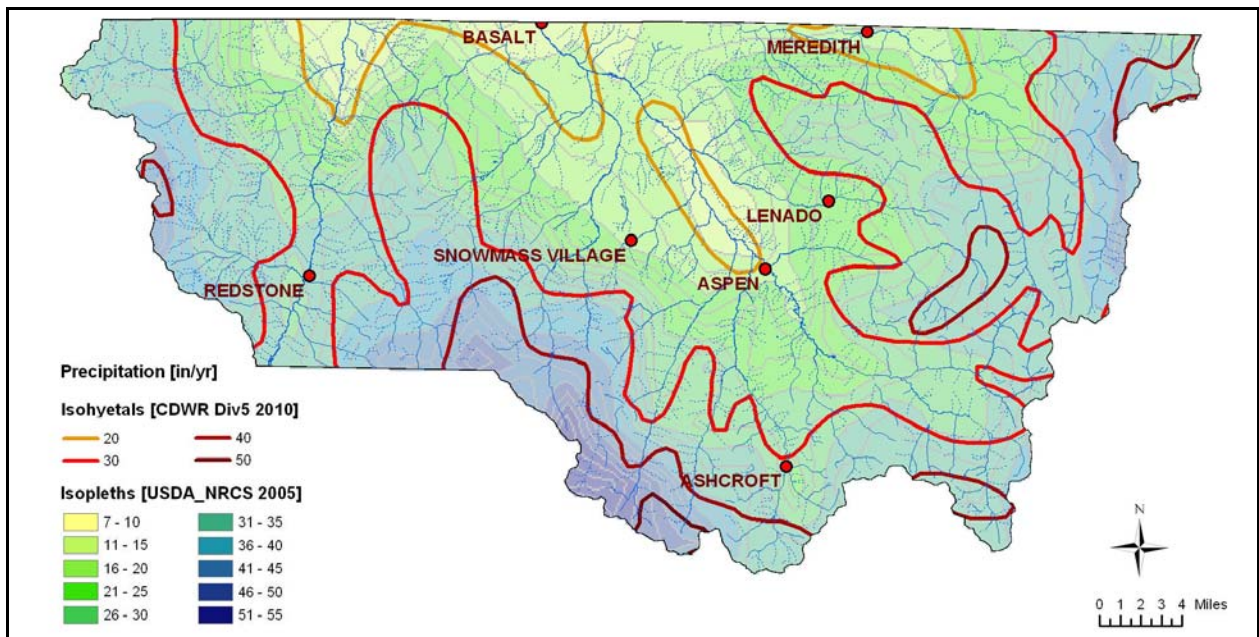 BASALT
MEREDITH
LENADO
SNOWMASS VILLAGE
ASPEN
REDSTONE
ASHCROFT
Precipitation [in/yr]
Isohyetals [CDWR Div5 2010]
20 40
30 50
Isopleths [USDA_NRCS 2005]
7 - 10 31 - 35
11 - 15 36 - 40
16 - 20 41 - 45
21 - 25 46 - 50
26 - 30 51 - 55
N
0 1 2 3 4 Miles